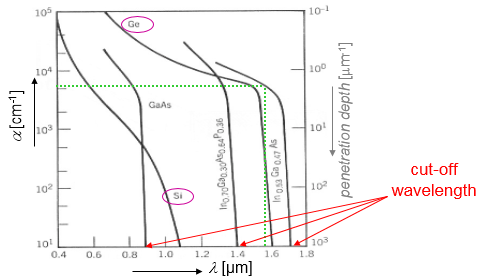 10⁵
10⁴
10³
10²
10¹
α [cm⁻¹]
Ge
GaAs
Si
In₀.₇₀Ga₀.₃₀As₀.₆₄P₀.₃₆
In₀.₅₃Ga₀.₄₇As
10⁻¹
10⁰
10¹
10²
10³
penetration depth [μm⁻¹]
cut-off
wavelength
0.4 0.6 0.8 1.0 1.2 1.4 1.6 1.8
λ [μm]